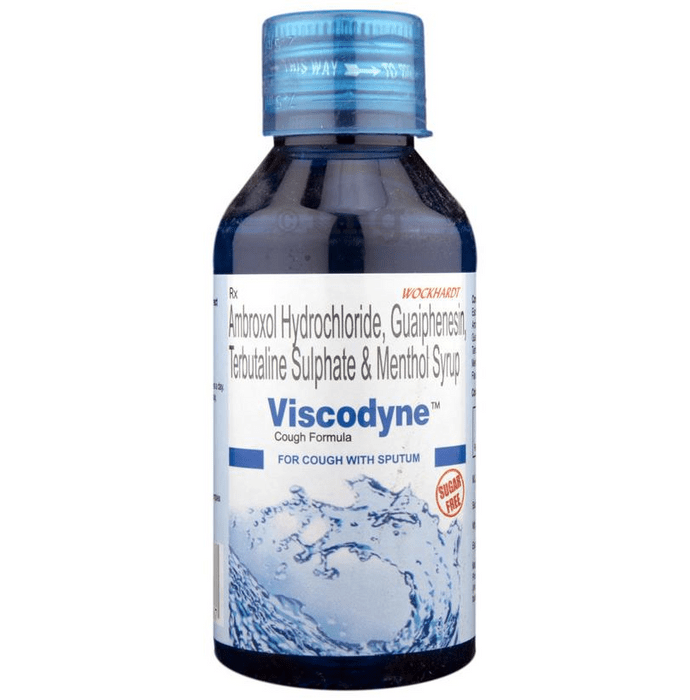 THIS WAY → TO
Rx
WOCKHARDT
Ambroxol Hydrochloride, Guaiphenesin,
Terbutaline Sulphate & Menthol Syrup
Viscodyne™
Cough Formula
FOR COUGH WITH SPUTUM
SUGAR
FREE